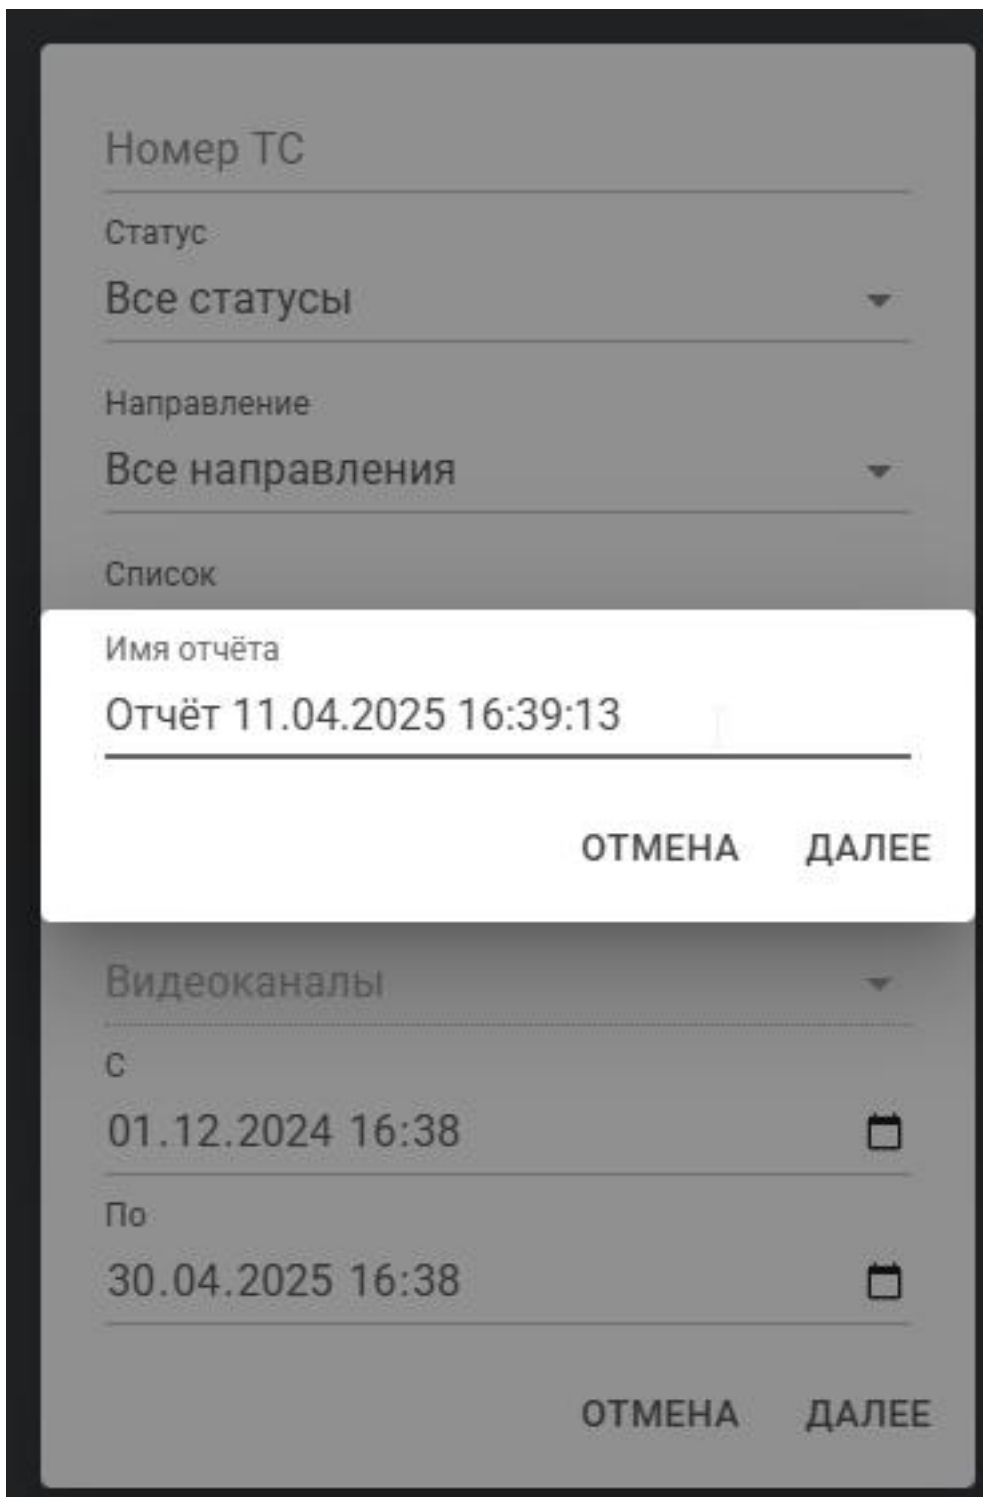 Номер ТС
Статус
Все статусы
Направление
Все направления
Список
Имя отчёта
Отчёт 11.04.2025 16:39:13
ОТМЕНА ДАЛЕЕ
Видеоканалы
С
01.12.2024 16:38
По
30.04.2025 16:38
ОТМЕНА ДАЛЕЕ